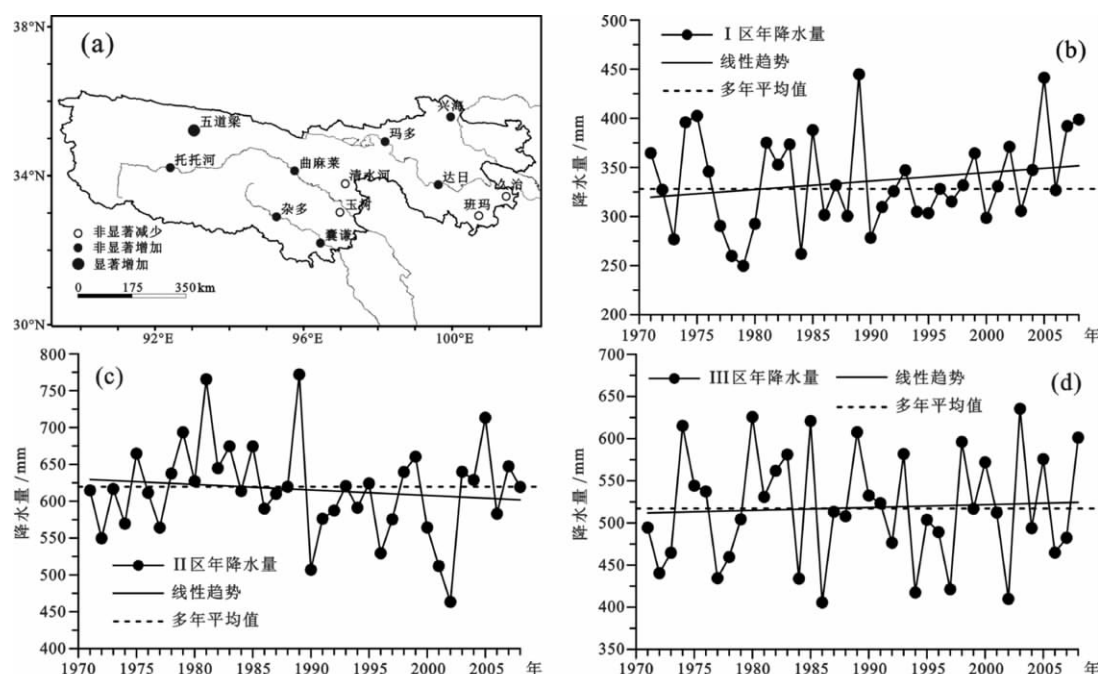 (a)
38°N
34°N
30°N
92°E
96°E
100°E
五道梁
托托河
曲麻莱
清水河
玉树
杂多
囊谦
玛多
兴海
达日
班玛
久治
非显著减少
非显著增加
显著增加
0 175 350km
(b)
I区年降水量
线性趋势
多年平均值
降水量/mm
500
450
400
350
300
250
200
1970 1975 1980 1985 1990 1995 2000 2005 年
(c)
降水量/mm
800
750
700
650
600
550
500
450
400
II区年降水量
线性趋势
多年平均值
1970 1975 1980 1985 1990 1995 2000 2005 年
(d)
III区年降水量 线性趋势
多年平均值
降水量/mm
700
650
600
550
500
450
400
350
1970 1975 1980 1985 1990 1995 2000 2005 年